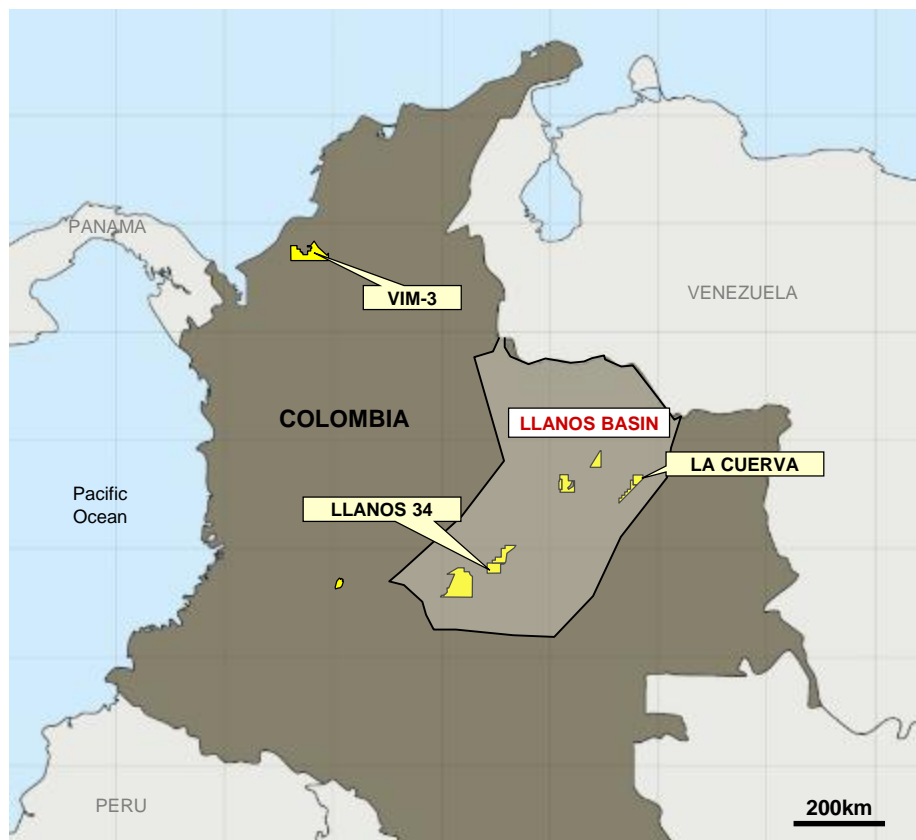 PANAMA
VIM-3
VENEZUELA
COLOMBIA
LLANOS BASIN
LA CUERVA
Pacific
Ocean
LLANOS 34
PERU
200km